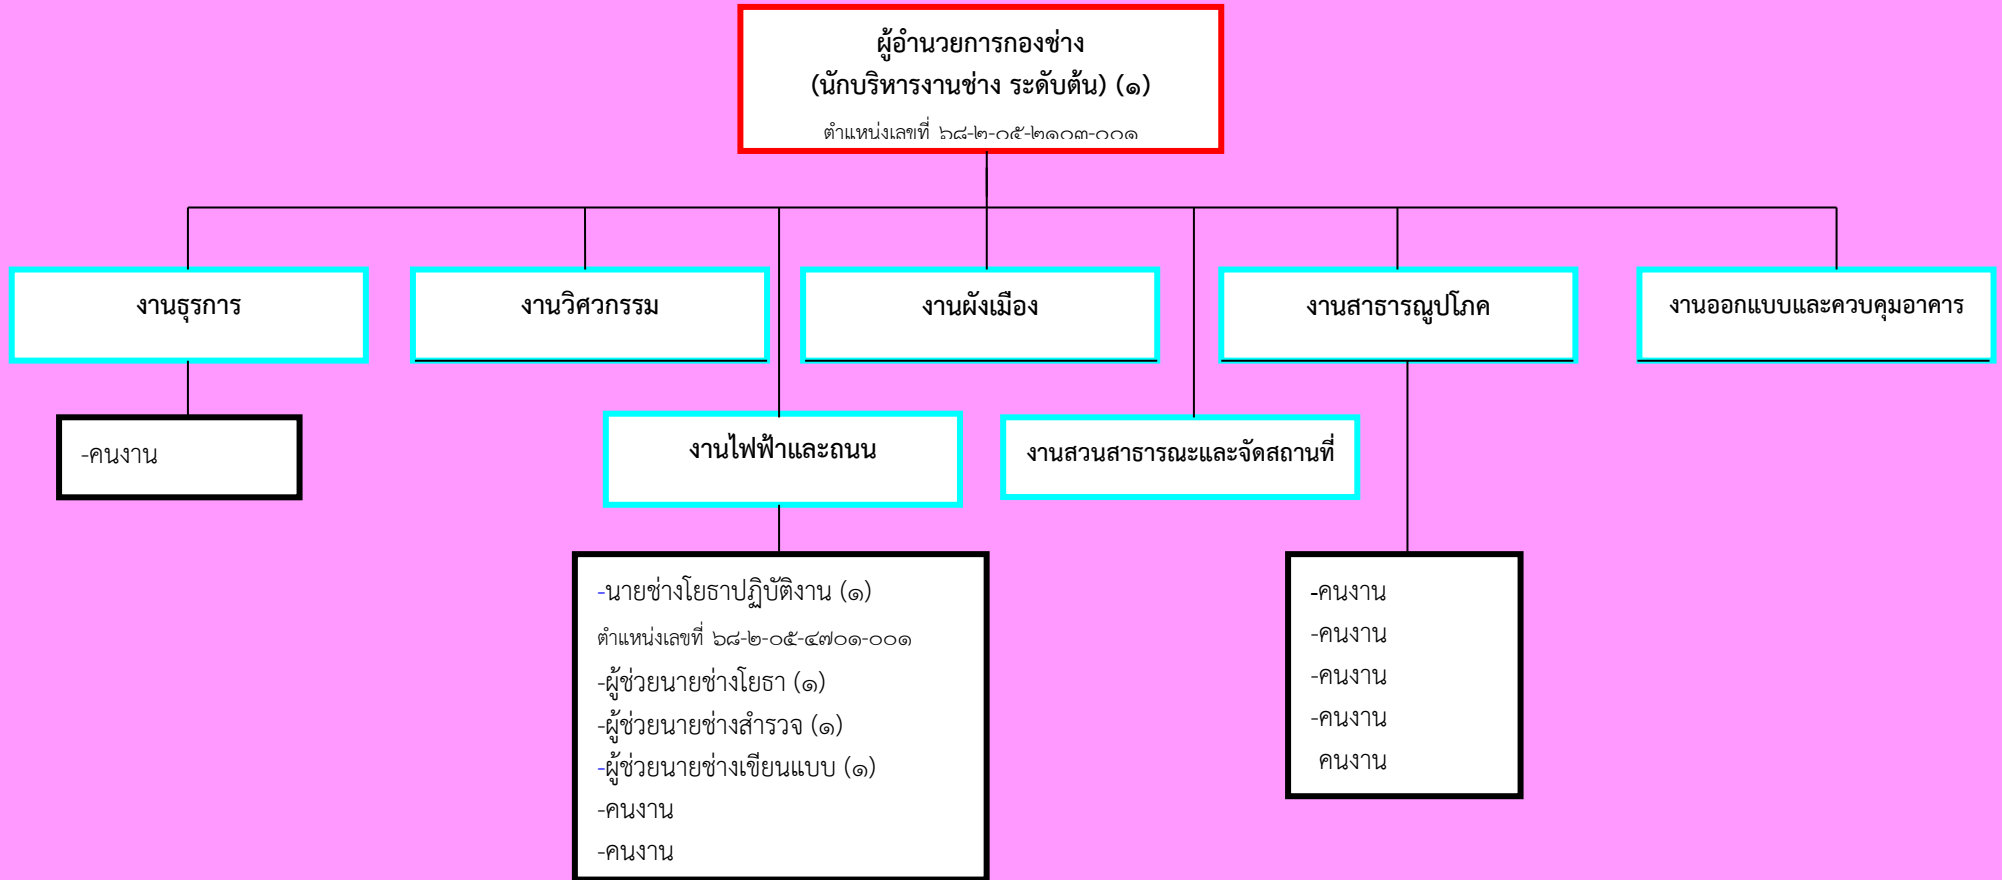 ผู้อำนวยการกองช่าง
(นักบริหารงานช่าง ระดับต้น) (๑)
ตำแหน่งเลขที่ ๖๘-๒-๐๕-๒๑๐๓-๐๐๑
งานธุรการ
งานวิศวกรรม
งานผังเมือง
งานสาธารณูปโภค
งานออกแบบและควบคุมอาคาร
-คนงาน
งานไฟฟ้าและถนน
งานสวนสาธารณะและจัดสถานที่
-นายช่างโยธาปฏิบัติงาน (๑)
ตำแหน่งเลขที่ ๖๘-๒-๐๕-๔๗๐๑-๐๐๑
-ผู้ช่วยนายช่างโยธา (๑)
-ผู้ช่วยนายช่างสำรวจ (๑)
-ผู้ช่วยนายช่างเขียนแบบ (๑)
-คนงาน
-คนงาน
-คนงาน
-คนงาน
-คนงาน
-คนงาน
คนงาน